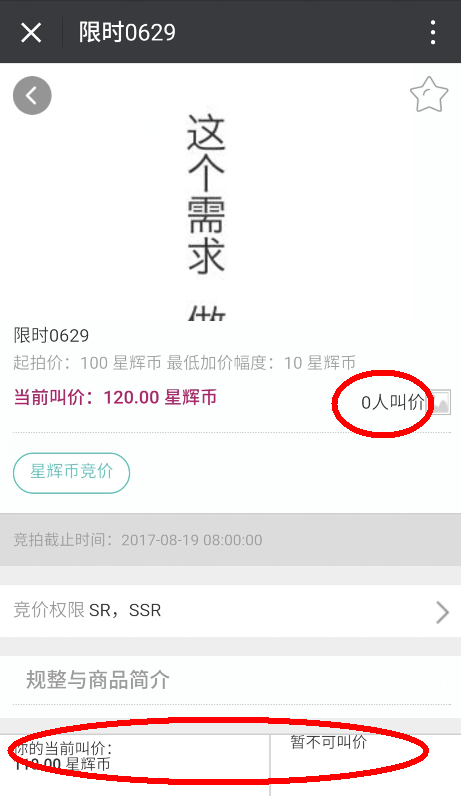 限时0629
这个需求 做
限时0629
起拍价：100 星辉币 最低加价幅度：10 星辉币
当前叫价：120.00 星辉币
0人叫价
星辉币竞价
竞拍截止时间：2017-08-19 08:00:00
竞价权限 SR，SSR
规整与商品简介
你的当前叫价：
110.00 星辉币
暂不可叫价